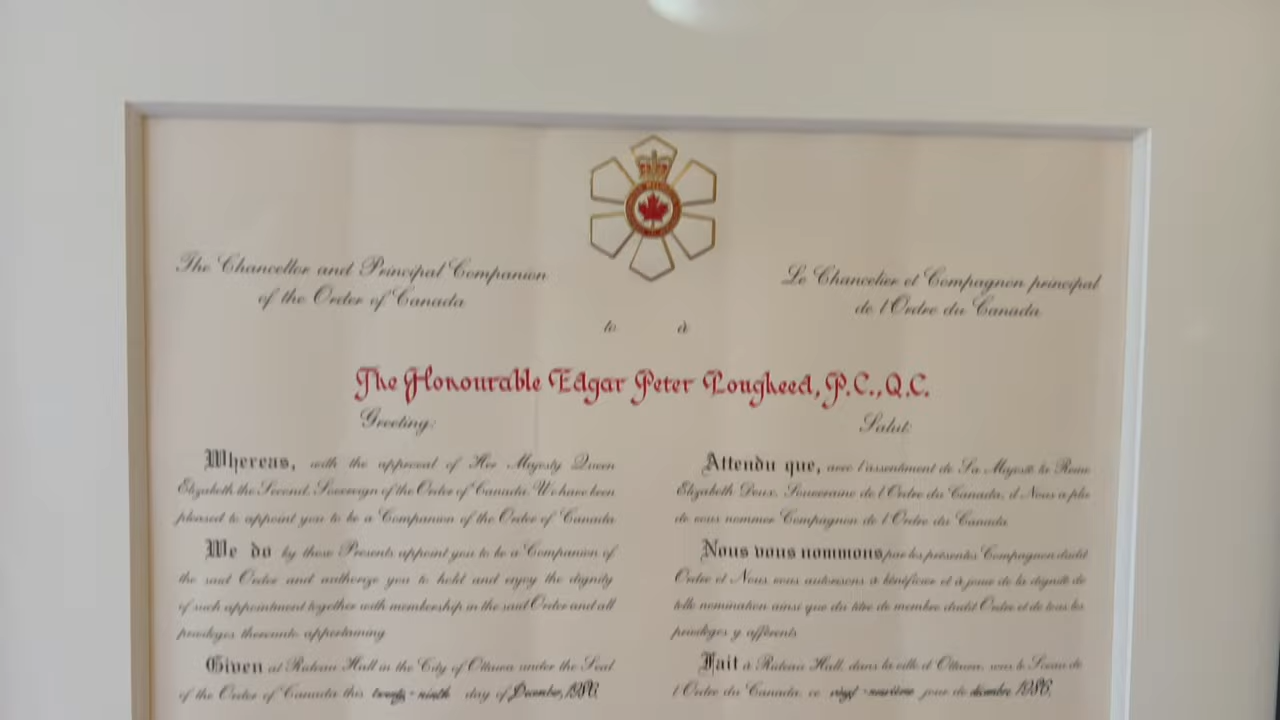 The Chancellor and Principal Companion
of the Order of Canada
Le Chancelier et Compagnon principal
de l'Ordre du Canada
to à
The Honourable Edgar Peter Lougheed, P.C., Q.C.
Greeting:
Salut:
Whereas, with the approval of Her Majesty Queen
Elizabeth the Second, Sovereign of the Order of Canada, We have been
pleased to appoint you to be a Companion of the Order of Canada
We do by these Presents appoint you to be a Companion of
the said Order and authorize you to hold and enjoy the dignity
of such appointment together with membership in the said Order and all
privileges thereunto appertaining
Given at Rideau Hall in the City of Ottawa under the Seal
of the Order of Canada this twenty-ninth day of December, 1986.
Attendu que, avec l'assentiment de Sa Majesté la Reine
Elizabeth Deux, Souveraine de l'Ordre du Canada, il Nous a plu
de vous nommer Compagnon de l'Ordre du Canada
Nous vous nommons par les présentes Compagnon dudit
Ordre et Nous vous autorisons à bénéficier et à jouir de la dignité de
telle nomination ainsi que du titre de membre dudit Ordre et de tous les
privilèges y afférents
Fait à Rideau Hall, dans la ville d'Ottawa, sous le Sceau de
l'Ordre du Canada, ce vingt-neuvième jour de décembre 1986.